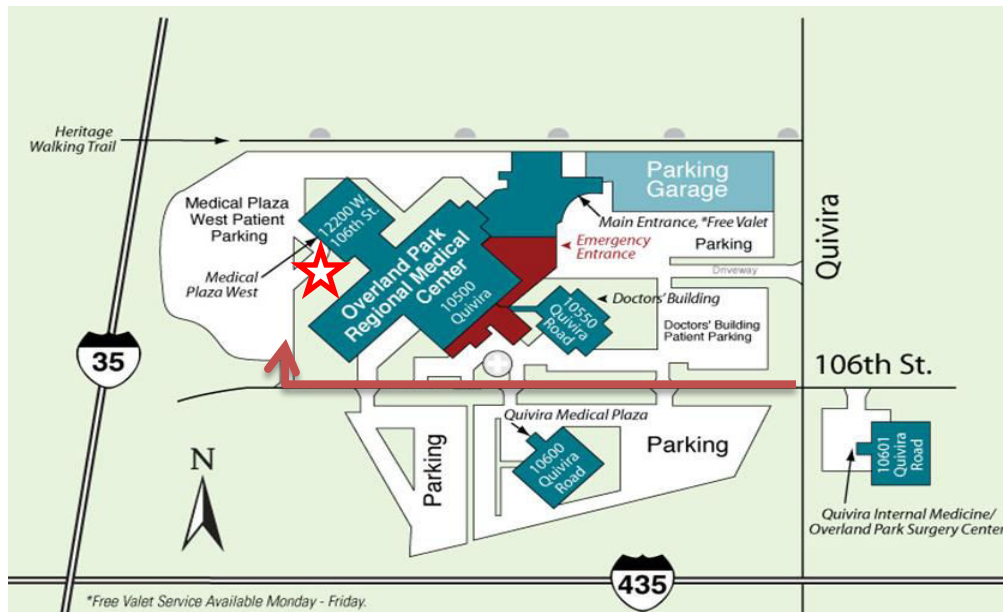 Heritage
Walking Trail
Parking
Garage
Medical Plaza
West Patient
Parking
12200 W.
106th St.
Main Entrance, *Free Valet
Quivira
Emergency
Entrance
Parking
Medical
Plaza West
Overland Park
Regional Medical
Center
10500
Quivira
Driveway
Doctors' Building
10550
Quivira
Road
Doctors' Building
Patient Parking
35
106th St.
Quivira Medical Plaza
N
Parking
10600
Quivira
Road
Parking
10601
Quivira
Road
Quivira Internal Medicine/
Overland Park Surgery Center
435
*Free Valet Service Available Monday - Friday.